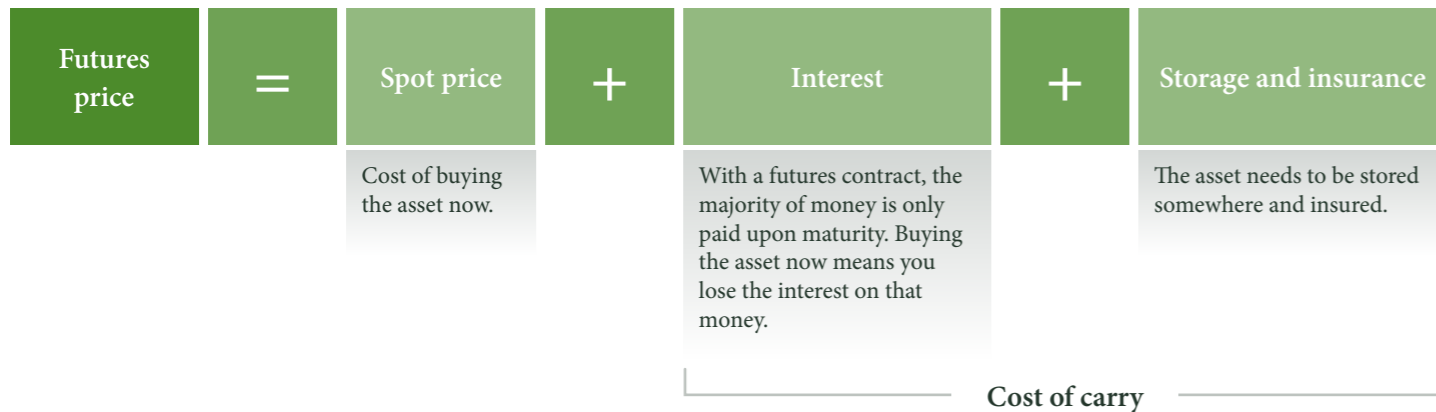 Futures
price
=
Spot price
+
Interest
+
Storage and insurance
Cost of buying
the asset now.
With a futures contract, the
majority of money is only
paid upon maturity. Buying
the asset now means you
lose the interest on that
money.
The asset needs to be stored
somewhere and insured.
Cost of carry